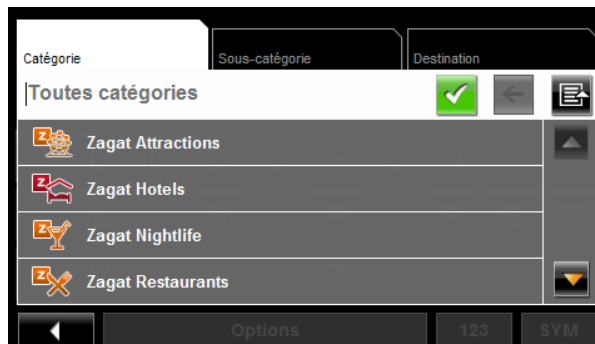 Catégorie
Sous-catégorie
Destination
Toutes catégories
Z Zagat Attractions
Z Zagat Hotels
Z Zagat Nightlife
Z Zagat Restaurants
Options
123
SYM